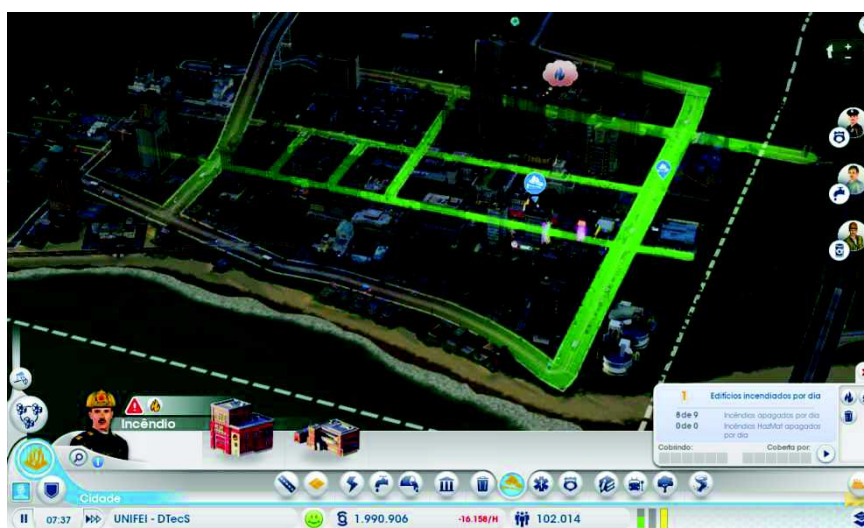 Incêndio
1 Edifícios incendiados por dia
8 de 9 Incêndios apagados por dia
0 de 0 Incêndios HazMat apagados
por dia
Cobrindo: Coberta por:
Cidade
07:37 UNIFEI - DTecS 1.990.906 -16.158/H 102.014